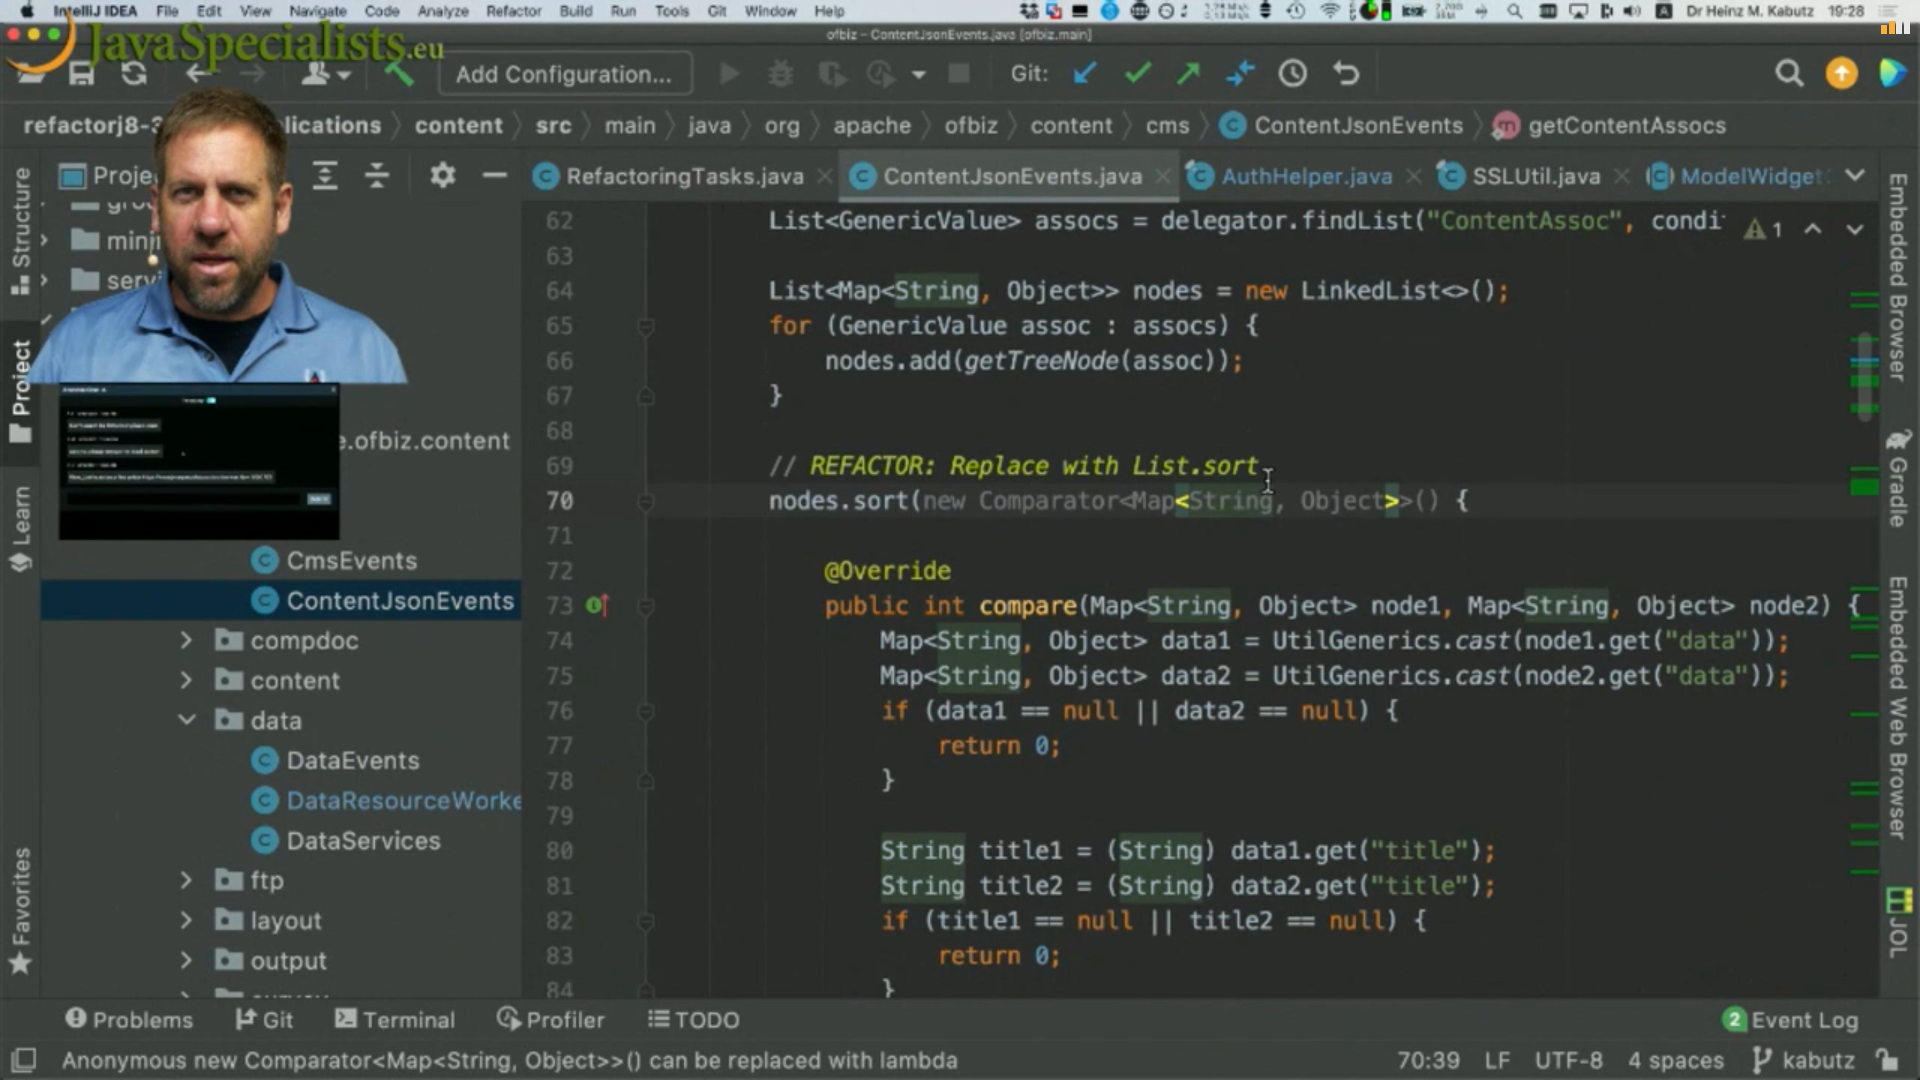 IntelliJ IDEA File Edit View Navigate Code Analyze Refactor Build Run Tools Git Window Help Dr Heinz M. Kabutz 19:28
JavaSpecialists.eu
ofbiz – ContentJsonEvents.java [ofbiz.main]
Add Configuration... Git:
refactorj8-3 lications content src main java org apache ofbiz content cms ContentJsonEvents getContentAssocs
Proje RefactoringTasks.java ContentJsonEvents.java AuthHelper.java SSLUtil.java ModelWidget
62 List<GenericValue> assocs = delegator.findList("ContentAssoc", condi 1
63
64 List<Map<String, Object>> nodes = new LinkedList<>();
65 for (GenericValue assoc : assocs) {
66 nodes.add(getTreeNode(assoc));
67 }
68
69 // REFACTOR: Replace with List.sort
70 nodes.sort(new Comparator<Map<String, Object>>() {
71
72 @Override
73 public int compare(Map<String, Object> node1, Map<String, Object> node2) {
74 Map<String, Object> data1 = UtilGenerics.cast(node1.get("data"));
75 Map<String, Object> data2 = UtilGenerics.cast(node2.get("data"));
76 if (data1 == null || data2 == null) {
77 return 0;
78 }
79
80 String title1 = (String) data1.get("title");
81 String title2 = (String) data2.get("title");
82 if (title1 == null || title2 == null) {
83 return 0;
84 }
mini
serv
e.ofbiz.content
CmsEvents
ContentJsonEvents
compdoc
content
data
DataEvents
DataResourceWorke
DataServices
ftp
layout
output
Structure
Project
Learn
Favorites
Embedded Browser
Gradle
Embedded Web Browser
JOL
Problems Git Terminal Profiler TODO 2 Event Log
Anonymous new Comparator<Map<String, Object>>() can be replaced with lambda 70:39 LF UTF-8 4 spaces kabutz